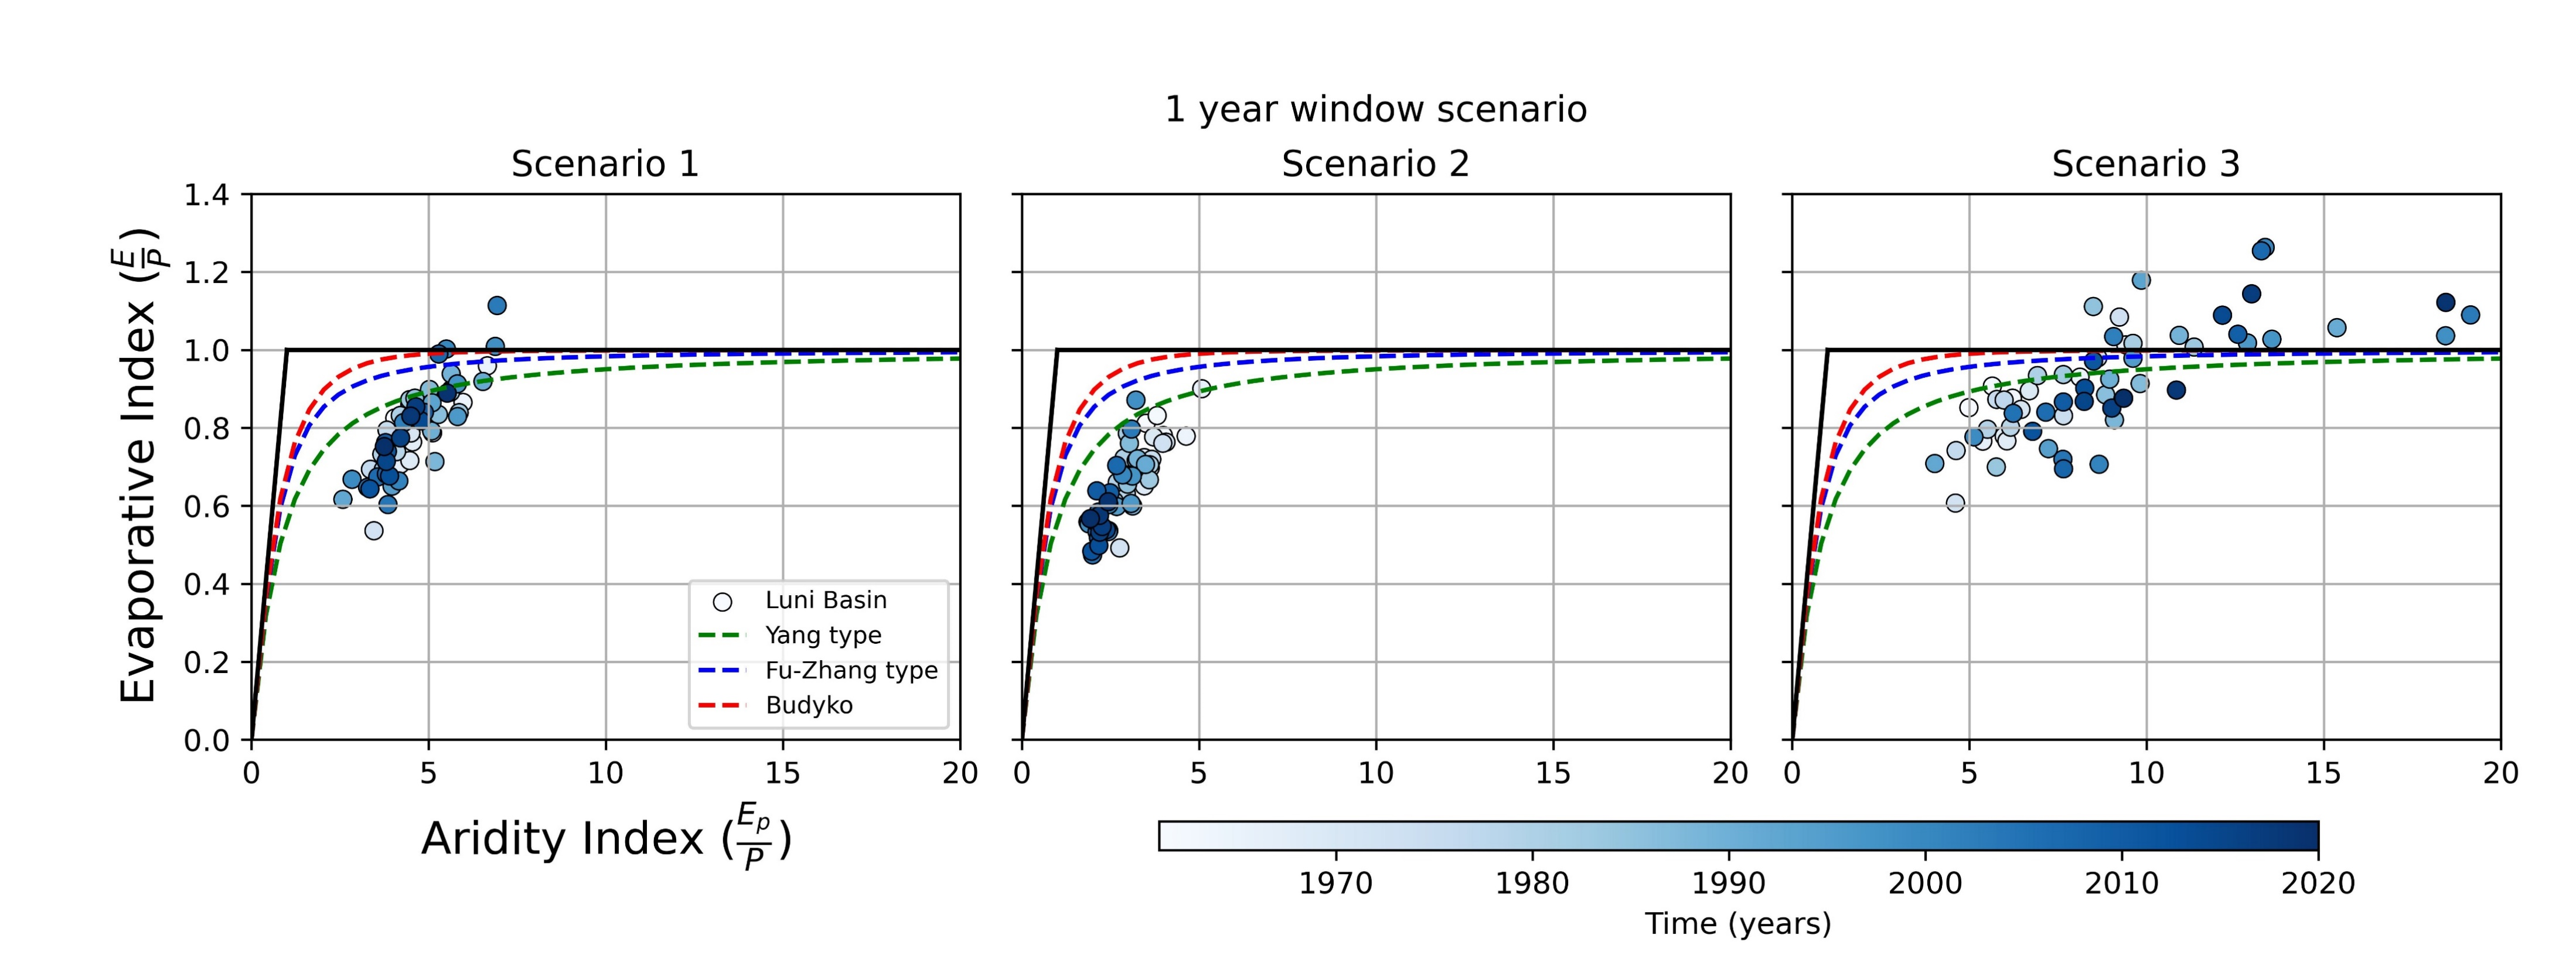 1 year window scenario
Scenario 1
Scenario 2
Scenario 3
Evaporative Index (E/P)
1.4
1.2
1.0
0.8
0.6
0.4
0.2
0.0
Luni Basin
Yang type
Fu-Zhang type
Budyko
0 5 10 15 20
0 5 10 15 20
0 5 10 15 20
Aridity Index (Ep/P)
1970 1980 1990 2000 2010 2020
Time (years)